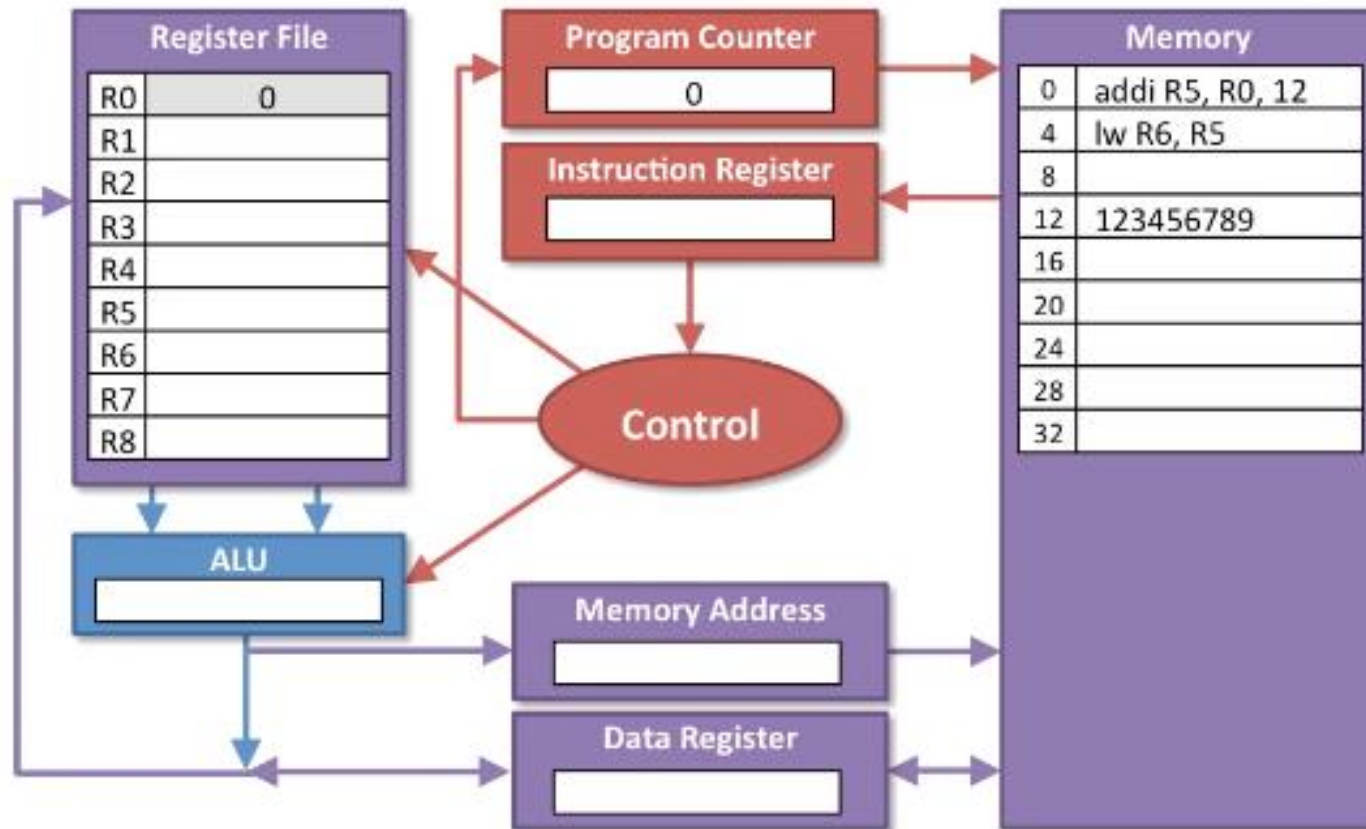 Register File
R0 0
R1
R2
R3
R4
R5
R6
R7
R8
ALU
Program Counter
0
Instruction Register
Control
Memory Address
Data Register
Memory
0 addi R5, R0, 12
4 lw R6, R5
8
12 123456789
16
20
24
28
32